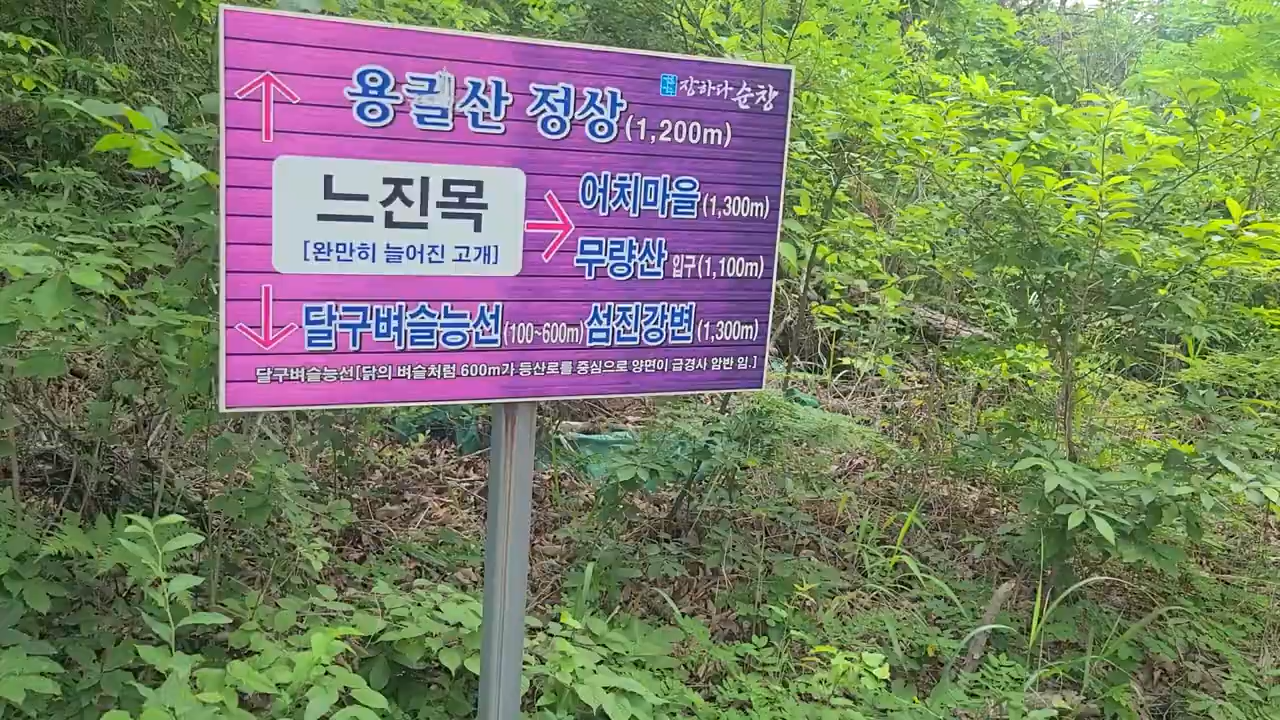 장하다 순창
용궐산 정상(1,200m)
느진목
[완만히 늘어진 고개]
어치마을(1,300m)
무량산 입구(1,100m)
달구벼슬능선(100~600m)섬진강변(1,300m)
달구벼슬능선[닭의 벼슬처럼 600m가 등산로를 중심으로 양면이 급경사 암반 임.]